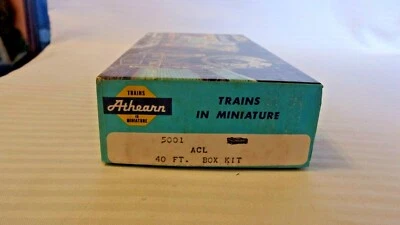 TRAINS
Athearn
IN
MINIATURE
TRAINS
IN MINIATURE
5001
ACL
40 FT. BOX KIT